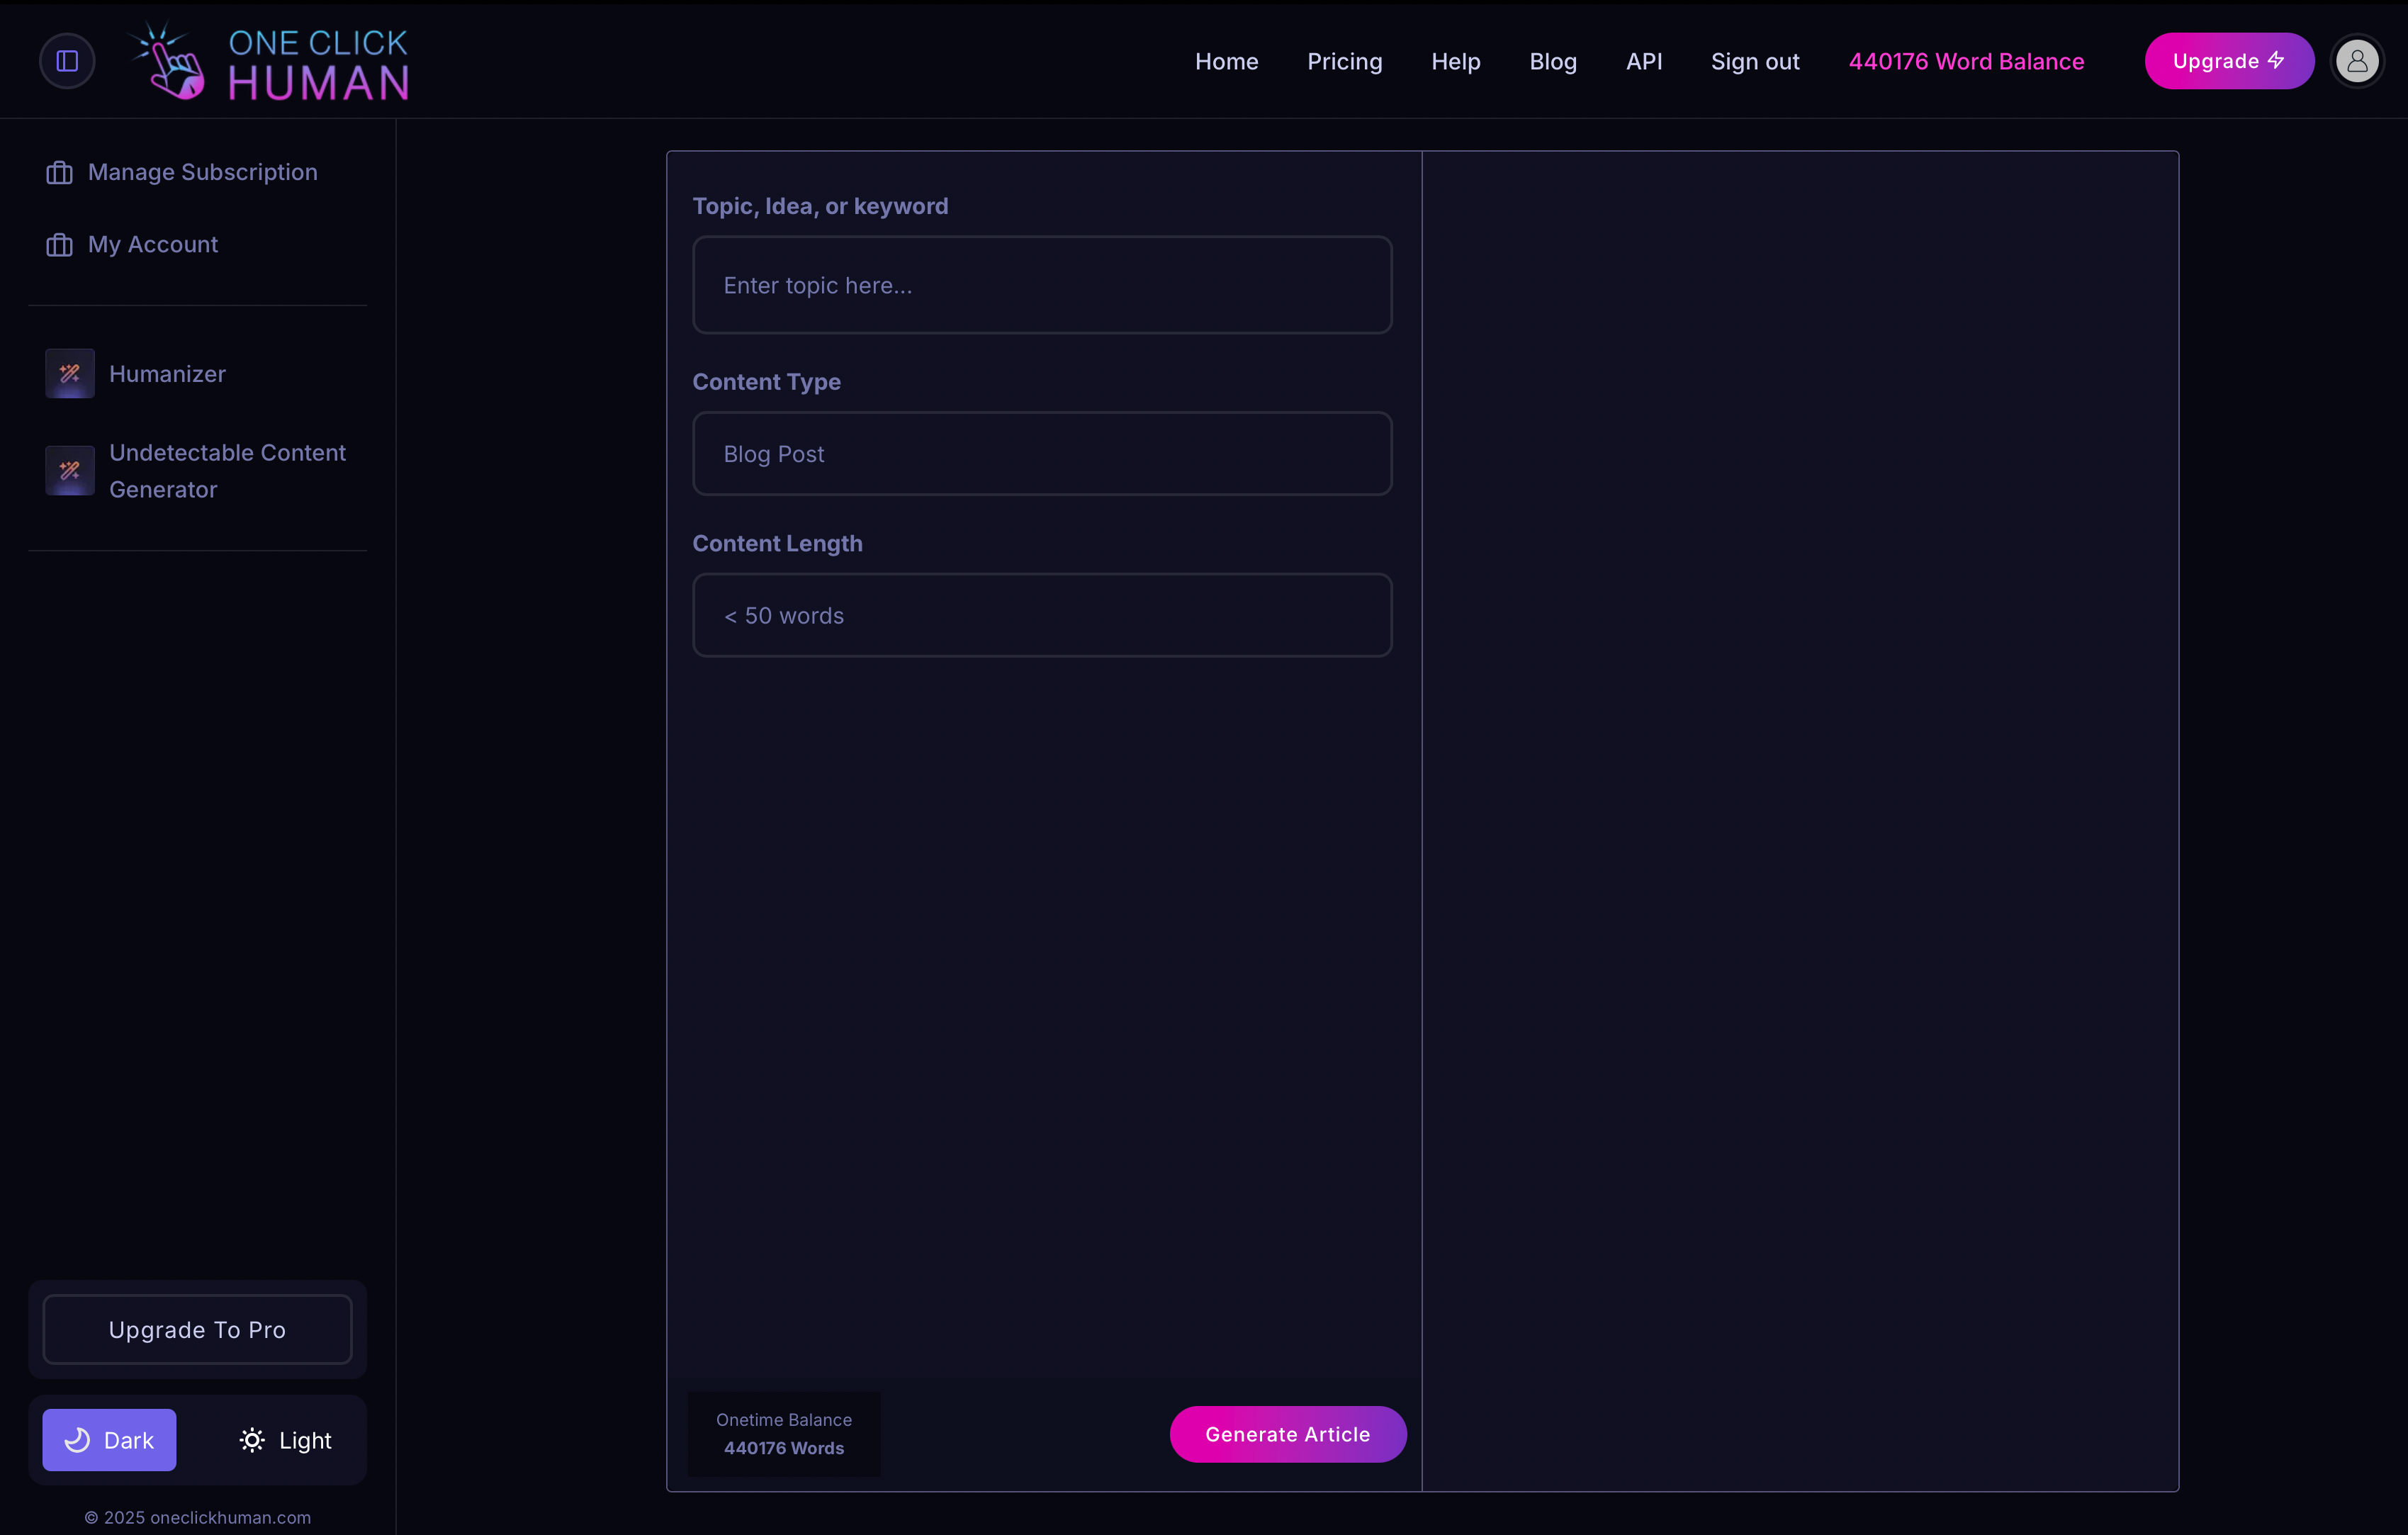 ONE CLICK
HUMAN
Home
Pricing
Help
Blog
API
Sign out
440176 Word Balance
Upgrade
Manage Subscription
My Account
Humanizer
Undetectable Content
Generator
Topic, Idea, or keyword
Enter topic here...
Content Type
Blog Post
Content Length
< 50 words
Onetime Balance
440176 Words
Generate Article
Upgrade To Pro
Dark
Light
© 2025 oneclickhuman.com